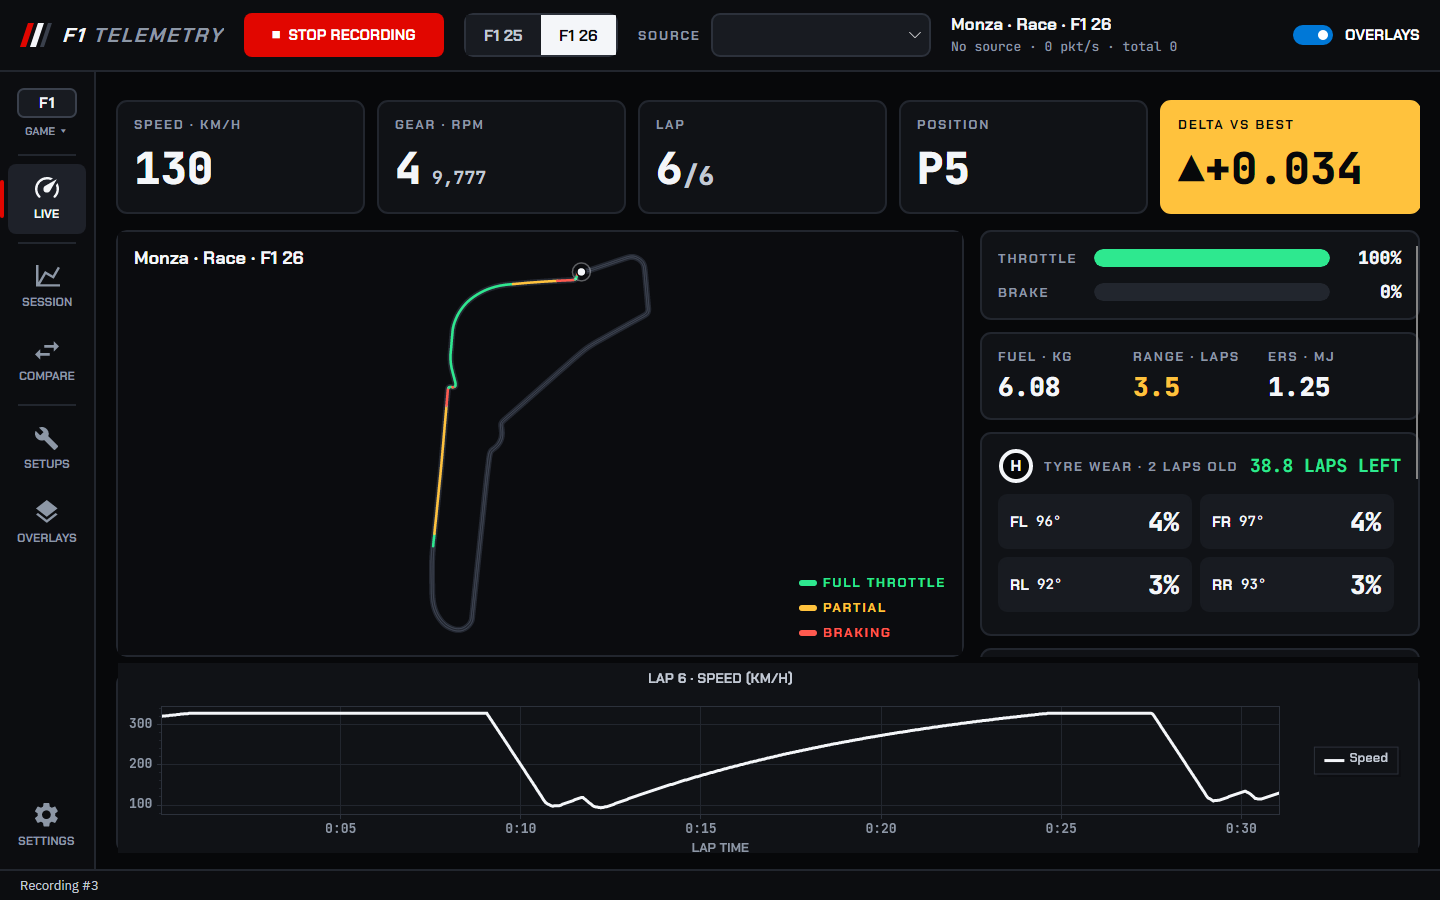 F1 TELEMETRY
■ STOP RECORDING
F1 25
F1 26
SOURCE
Monza · Race · F1 26
No source · 0 pkt/s · total 0
OVERLAYS
F1
GAME ▾
LIVE
SESSION
COMPARE
SETUPS
OVERLAYS
SETTINGS
SPEED · KM/H
130
GEAR · RPM
4 9,777
LAP
6/6
POSITION
P5
DELTA VS BEST
▲+0.034
Monza · Race · F1 26
FULL THROTTLE
PARTIAL
BRAKING
THROTTLE 100%
BRAKE 0%
FUEL · KG
6.08
RANGE · LAPS
3.5
ERS · MJ
1.25
H TYRE WEAR · 2 LAPS OLD 38.8 LAPS LEFT
FL 96° 4%
FR 97° 4%
RL 92° 3%
RR 93° 3%
LAP 6 · SPEED (KM/H)
300
200
100
0:05 0:10 0:15 0:20 0:25 0:30
LAP TIME
Speed
Recording #3